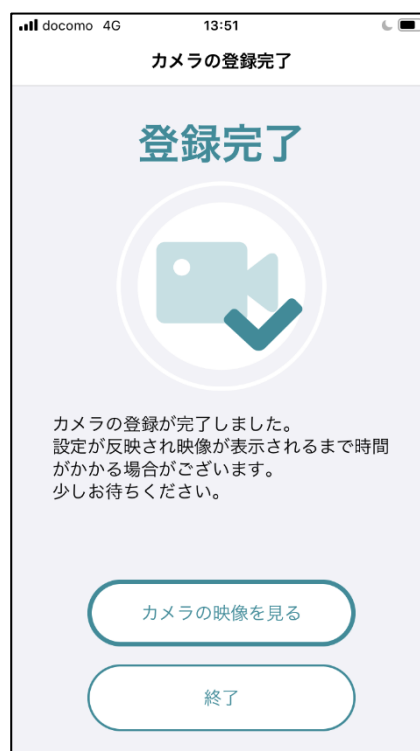 docomo 4G 13:51
カメラの登録完了
登録完了
カメラの登録が完了しました。
設定が反映され映像が表示されるまで時間
がかかる場合がございます。
少しお待ちください。
カメラの映像を見る
終了